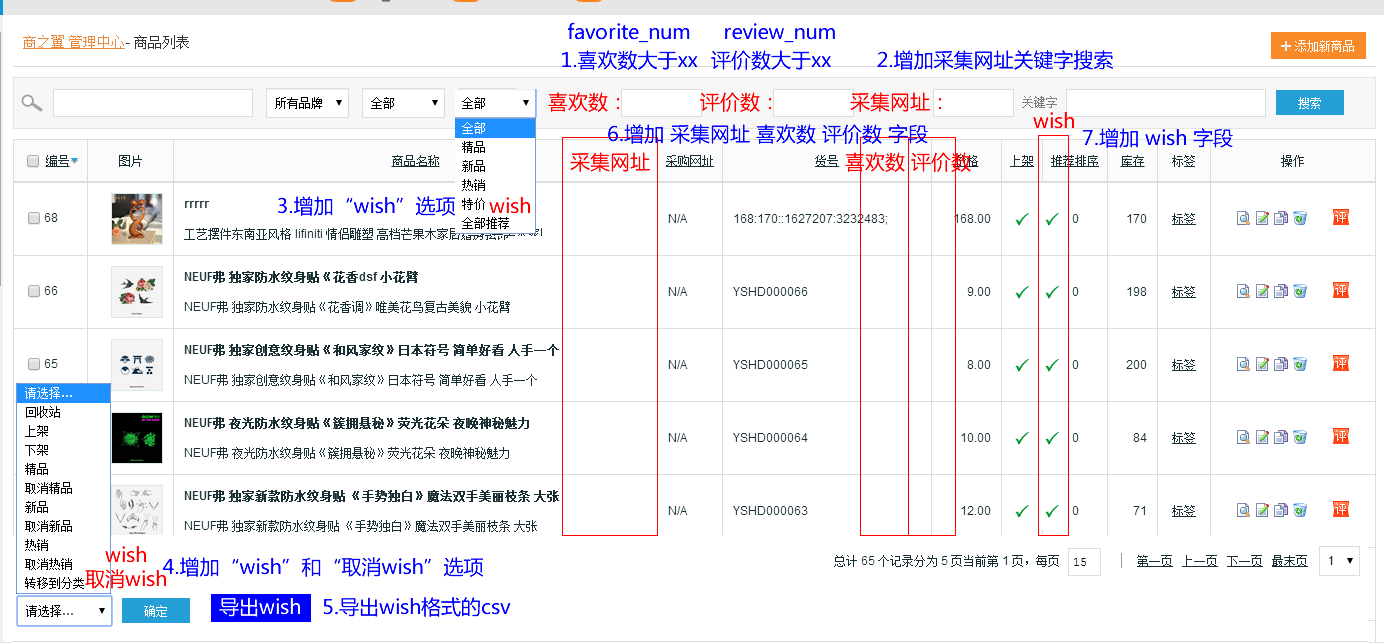 favorite_num review_num
商之翼 管理中心- 商品列表
1.喜欢数大于xx 评价数大于xx 2.增加采集网址关键字搜索
+ 添加新商品
所有品牌 全部 全部 喜欢数： 评价数： 采集网址： 关键字 搜索
wish
全部
精品
新品
热销
特价 wish
全部推荐
6.增加 采集网址 喜欢数 评价数 字段
7.增加 wish 字段
编号 图片 商品名称 采集网址 采购网址 货号 喜欢数 评价数 上架 推荐排序 库存 标签 操作
3.增加“wish”选项
68 rrrrr N/A 168:170::1627207:3232483; 168.00 0 170 标签 评
工艺摆件东南亚风格 lifiniti 情侣雕塑 高档芒果木家居
66 NEUF弗 独家防水纹身贴《花香dsf 小花臂 N/A YSHD000066 9.00 0 198 标签 评
NEUF弗 独家防水纹身贴《花香调》唯美花鸟复古美貌 小花臂
65 NEUF弗 独家创意纹身贴《和风家纹》日本符号 简单好看 人手一个 N/A YSHD000065 8.00 0 200 标签 评
NEUF弗 独家创意纹身贴《和风家纹》日本符号 简单好看 人手一个
NEUF弗 夜光防水纹身贴《簇拥悬秘》荧光花朵 夜晚神秘魅力 N/A YSHD000064 10.00 0 84 标签 评
NEUF弗 夜光防水纹身贴《簇拥悬秘》荧光花朵 夜晚神秘魅力
NEUF弗 独家新款防水纹身贴 《手势独白》魔法双手美丽枝条 大张 N/A YSHD000063 12.00 0 71 标签 评
NEUF弗 独家新款防水纹身贴 《手势独白》魔法双手美丽枝条 大张
请选择...
回收站
上架
下架
精品
取消精品
新品
取消新品
热销
取消热销
转移到分类
wish
取消wish
4.增加“wish”和“取消wish”选项
总计 65 个记录分为 5 页当前第 1 页，每页 15 | 第一页 上一页 下一页 最末页 1
请选择... 确定 导出wish 5.导出wish格式的csv